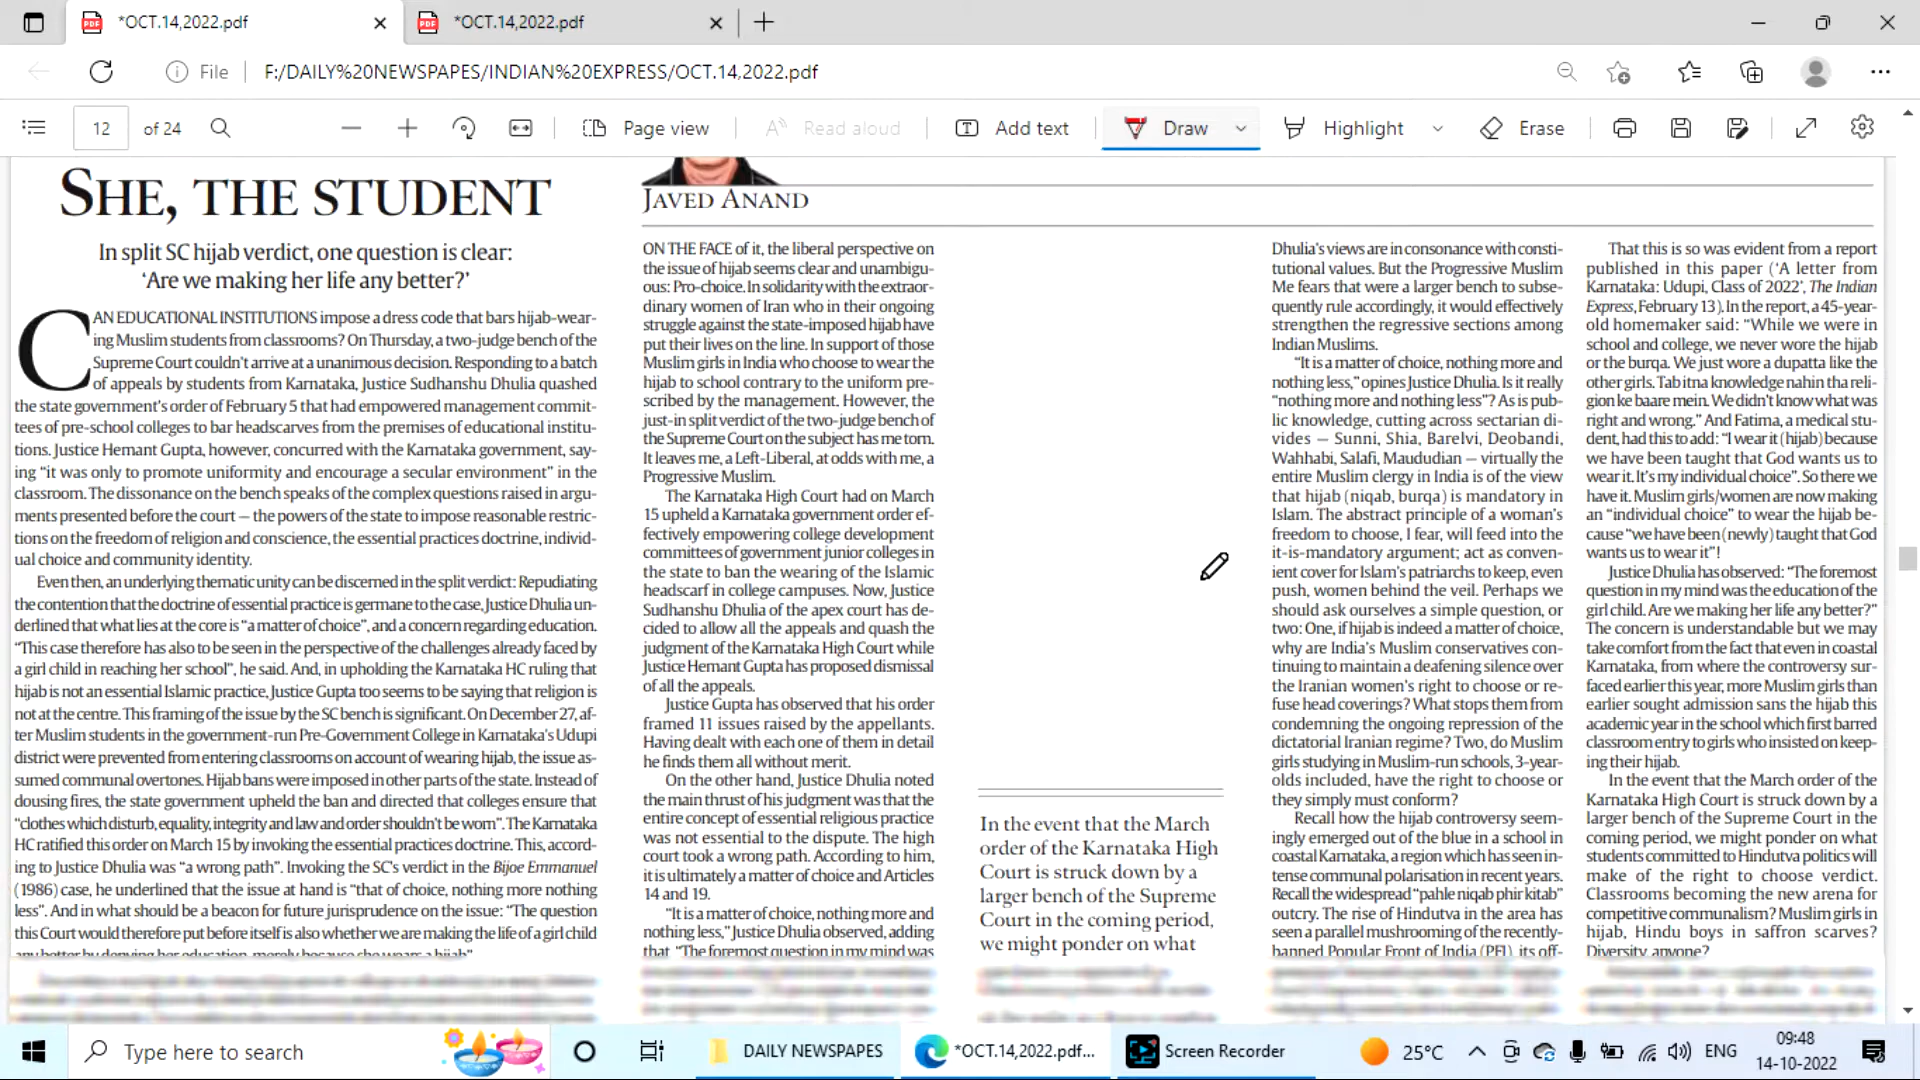 *OCT.14,2022.pdf
*OCT.14,2022.pdf
File
F:/DAILY%20NEWSPAPES/INDIAN%20EXPRESS/OCT.14,2022.pdf
12 of 24
Page view
Read aloud
Add text
Draw
Highlight
Erase
SHE, THE STUDENT
In split SC hijab verdict, one question is clear:
'Are we making her life any better?'
CAN EDUCATIONAL INSTITUTIONS impose a dress code that bars hijab-wear-
ing Muslim students from classrooms? On Thursday, a two-judge bench of the
Supreme Court couldn't arrive at a unanimous decision. Responding to a batch
of appeals by students from Karnataka, Justice Sudhanshu Dhulia quashed
the state government's order of February 5 that had empowered management commit-
tees of pre-school colleges to bar headscarves from the premises of educational institu-
tions. Justice Hemant Gupta, however, concurred with the Karnataka government, say-
ing "it was only to promote uniformity and encourage a secular environment" in the
classroom. The dissonance on the bench speaks of the complex questions raised in argu-
ments presented before the court — the powers of the state to impose reasonable restric-
tions on the freedom of religion and conscience, the essential practices doctrine, individ-
ual choice and community identity.
Even then, an underlying thematic unity can be discerned in the split verdict: Repudiating
the contention that the doctrine of essential practice is germane to the case, Justice Dhulia un-
derlined that what lies at the core is "a matter of choice", and a concern regarding education.
"This case therefore has also to be seen in the perspective of the challenges already faced by
a girl child in reaching her school", he said. And, in upholding the Karnataka HC ruling that
hijab is not an essential Islamic practice, Justice Gupta too seems to be saying that religion is
not at the centre. This framing of the issue by the SC bench is significant. On December 27, af-
ter Muslim students in the government-run Pre-Government College in Karnataka's Udupi
district were prevented from entering classrooms on account of wearing hijab, the issue as-
sumed communal overtones. Hijab bans were imposed in other parts of the state. Instead of
dousing fires, the state government upheld the ban and directed that colleges ensure that
"clothes which disturb, equality, integrity and law and order shouldn't be worn". The Karnataka
HC ratified this order on March 15 by invoking the essential practices doctrine. This, accord-
ing to Justice Dhulia was "a wrong path". Invoking the SC's verdict in the Bijoe Emmanuel
(1986) case, he underlined that the issue at hand is "that of choice, nothing more nothing
less". And in what should be a beacon for future jurisprudence on the issue: "The question
this Court would therefore put before itself is also whether we are making the life of a girl child
any better by denying her education, merely because she wears a hijab"
JAVED ANAND
ON THE FACE of it, the liberal perspective on
the issue of hijab seems clear and unambigu-
ous: Pro-choice. In solidarity with the extraor-
dinary women of Iran who in their ongoing
struggle against the state-imposed hijab have
put their lives on the line. In support of those
Muslim girls in India who choose to wear the
hijab to school contrary to the uniform pre-
scribed by the management. However, the
just-in split verdict of the two-judge bench of
the Supreme Court on the subject has me torn.
It leaves me, a Left-Liberal, at odds with me, a
Progressive Muslim.
The Karnataka High Court had on March
15 upheld a Karnataka government order ef-
fectively empowering college development
committees of government junior colleges in
the state to ban the wearing of the Islamic
headscarf in college campuses. Now, Justice
Sudhanshu Dhulia of the apex court has de-
cided to allow all the appeals and quash the
judgment of the Karnataka High Court while
Justice Hemant Gupta has proposed dismissal
of all the appeals.
Justice Gupta has observed that his order
framed 11 issues raised by the appellants.
Having dealt with each one of them in detail
he finds them all without merit.
On the other hand, Justice Dhulia noted
the main thrust of his judgment was that the
entire concept of essential religious practice
was not essential to the dispute. The high
court took a wrong path. According to him,
it is ultimately a matter of choice and Articles
14 and 19.
"It is a matter of choice, nothing more and
nothing less," Justice Dhulia observed, adding
that "The foremost question in my mind was
In the event that the March
order of the Karnataka High
Court is struck down by a
larger bench of the Supreme
Court in the coming period,
we might ponder on what
Dhulia's views are in consonance with consti-
tutional values. But the Progressive Muslim
Me fears that were a larger bench to subse-
quently rule accordingly, it would effectively
strengthen the regressive sections among
Indian Muslims.
"It is a matter of choice, nothing more and
nothing less," opines Justice Dhulia. Is it really
"nothing more and nothing less"? As is pub-
lic knowledge, cutting across sectarian di-
vides — Sunni, Shia, Barelvi, Deobandi,
Wahhabi, Salafi, Maududian — virtually the
entire Muslim clergy in India is of the view
that hijab (niqab, burqa) is mandatory in
Islam. The abstract principle of a woman's
freedom to choose, I fear, will feed into the
it-is-mandatory argument; act as conven-
ient cover for Islam's patriarchs to keep, even
push, women behind the veil. Perhaps we
should ask ourselves a simple question, or
two: One, if hijab is indeed a matter of choice,
why are India's Muslim conservatives con-
tinuing to maintain a deafening silence over
the Iranian women's right to choose or re-
fuse head coverings? What stops them from
condemning the ongoing repression of the
dictatorial Iranian regime? Two, do Muslim
girls studying in Muslim-run schools, 3-year-
olds included, have the right to choose or
they simply must conform?
Recall how the hijab controversy seem-
ingly emerged out of the blue in a school in
coastal Karnataka, a region which has seen in-
tense communal polarisation in recent years.
Recall the widespread "pahle niqab phir kitab"
outcry. The rise of Hindutva in the area has
seen a parallel mushrooming of the recently-
banned Popular Front of India (PFI), its off-
That this is so was evident from a report
published in this paper ('A letter from
Karnataka: Udupi, Class of 2022', The Indian
Express, February 13). In the report, a 45-year-
old homemaker said: "While we were in
school and college, we never wore the hijab
or the burqa. We just wore a dupatta like the
other girls. Tab itna knowledge nahin tha reli-
gion ke baare mein. We didn't know what was
right and wrong." And Fatima, a medical stu-
dent, had this to add: "I wear it (hijab) because
we have been taught that God wants us to
wear it. It's my individual choice". So there we
have it. Muslim girls/women are now making
an "individual choice" to wear the hijab be-
cause "we have been (newly) taught that God
wants us to wear it"!
Justice Dhulia has observed: "The foremost
question in my mind was the education of the
girl child. Are we making her life any better?"
The concern is understandable but we may
take comfort from the fact that even in coastal
Karnataka, from where the controversy sur-
faced earlier this year, more Muslim girls than
earlier sought admission sans the hijab this
academic year in the school which first barred
classroom entry to girls who insisted on keep-
ing their hijab.
In the event that the March order of the
Karnataka High Court is struck down by a
larger bench of the Supreme Court in the
coming period, we might ponder on what
students committed to Hindutva politics will
make of the right to choose verdict.
Classrooms becoming the new arena for
competitive communalism? Muslim girls in
hijab, Hindu boys in saffron scarves?
Diversity, anyone?
Type here to search
DAILY NEWSPAPES
*OCT.14,2022.pdf...
Screen Recorder
25°C
ENG
09:48
14-10-2022